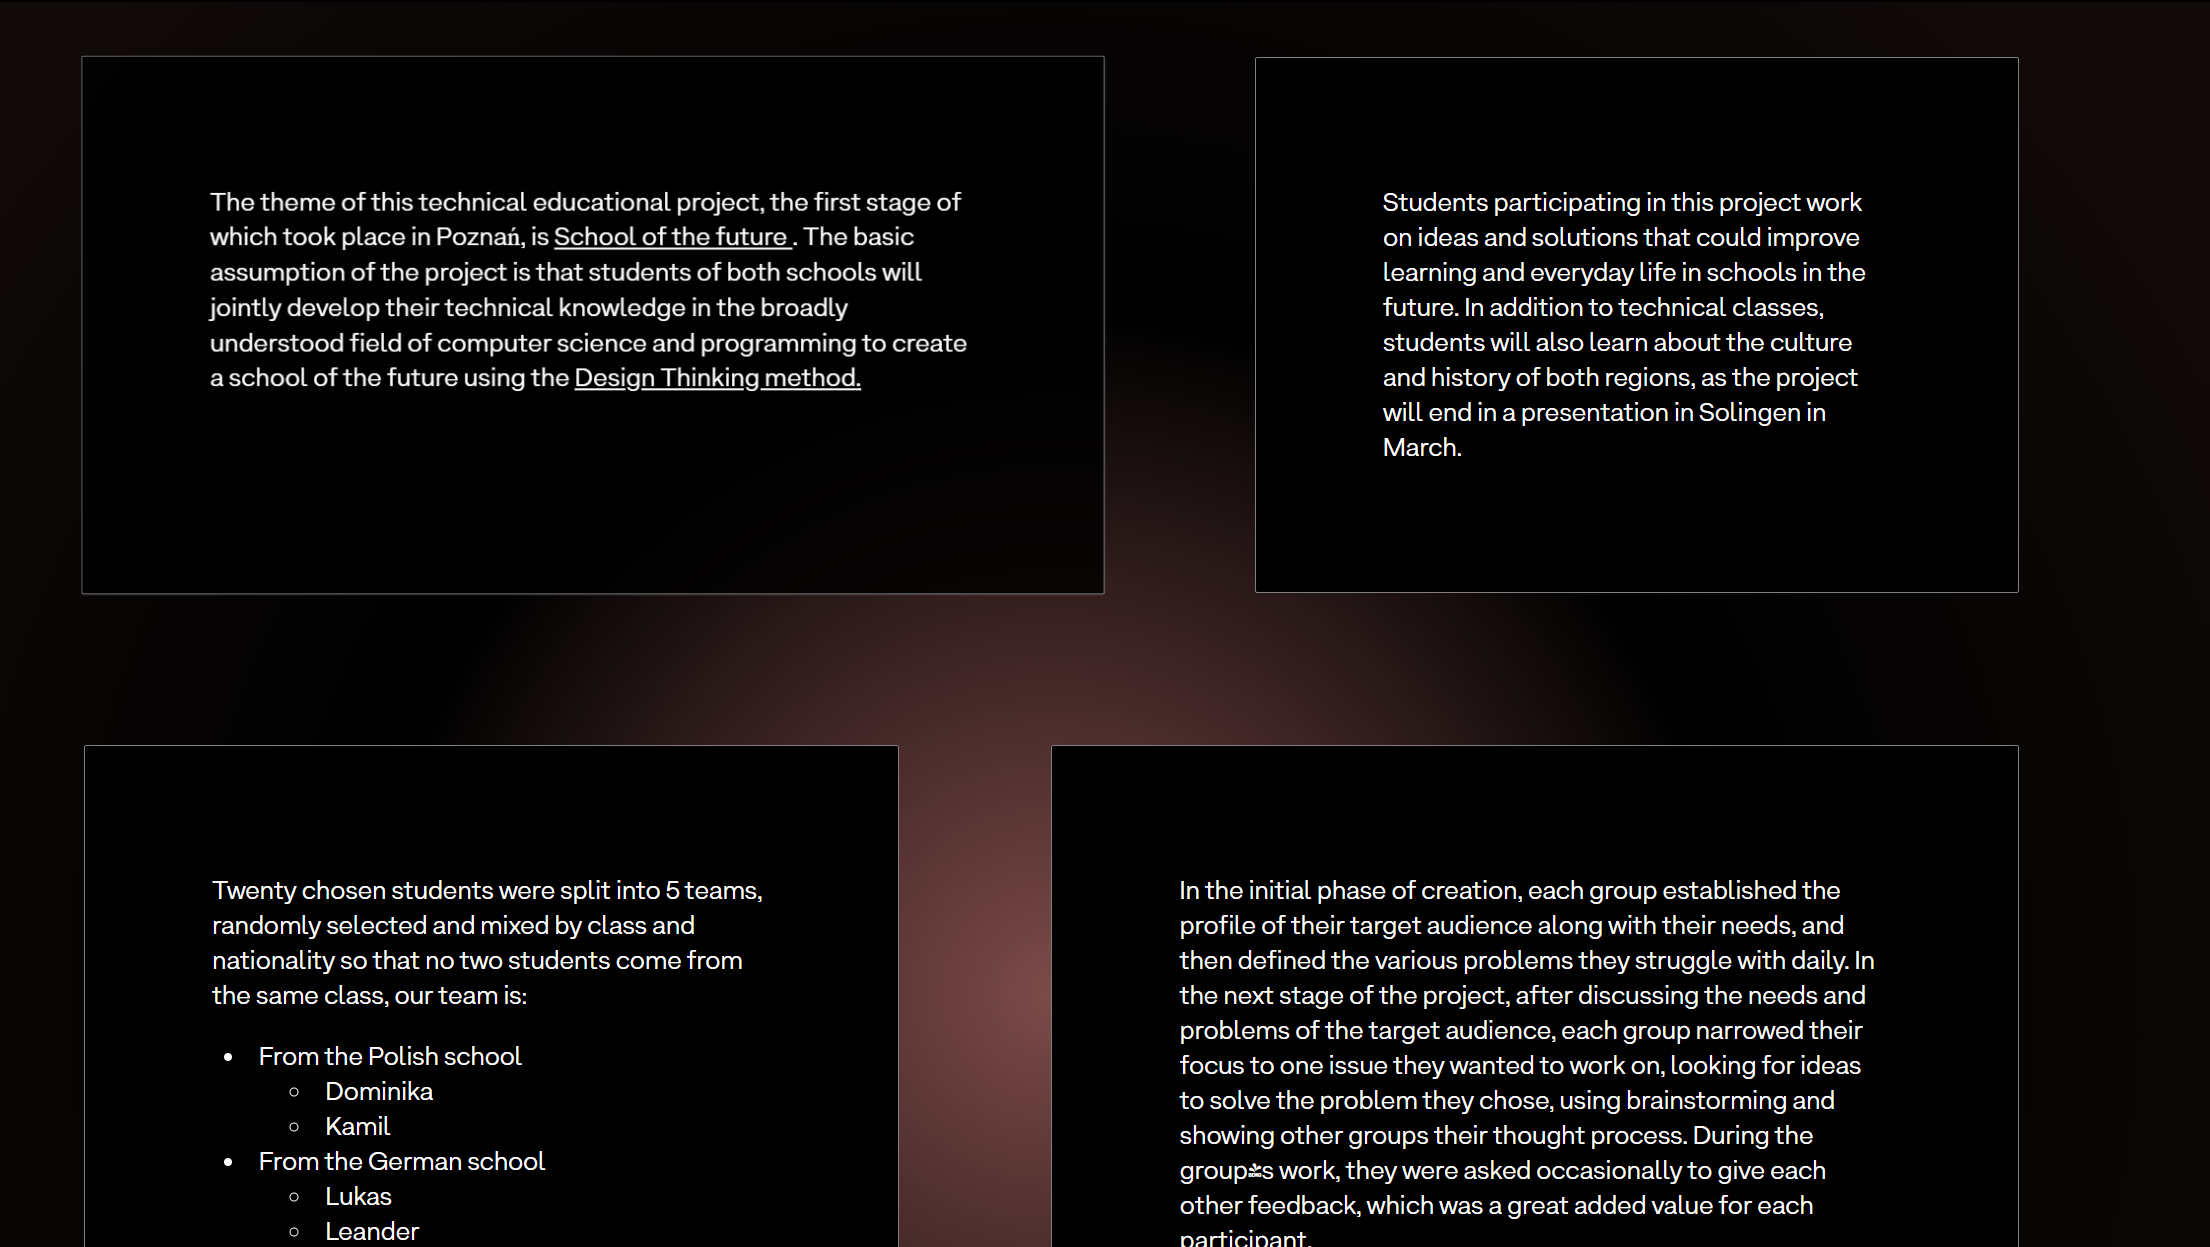 The theme of this technical educational project, the first stage of
which took place in Poznań, is School of the future . The basic
assumption of the project is that students of both schools will
jointly develop their technical knowledge in the broadly
understood field of computer science and programming to create
a school of the future using the Design Thinking method.
Students participating in this project work
on ideas and solutions that could improve
learning and everyday life in schools in the
future. In addition to technical classes,
students will also learn about the culture
and history of both regions, as the project
will end in a presentation in Solingen in
March.
Twenty chosen students were split into 5 teams,
randomly selected and mixed by class and
nationality so that no two students come from
the same class, our team is:
From the Polish school
Dominika
Kamil
From the German school
Lukas
Leander
In the initial phase of creation, each group established the
profile of their target audience along with their needs, and
then defined the various problems they struggle with daily. In
the next stage of the project, after discussing the needs and
problems of the target audience, each group narrowed their
focus to one issue they wanted to work on, looking for ideas
to solve the problem they chose, using brainstorming and
showing other groups their thought process. During the
group s work, they were asked occasionally to give each
other feedback, which was a great added value for each
participant.